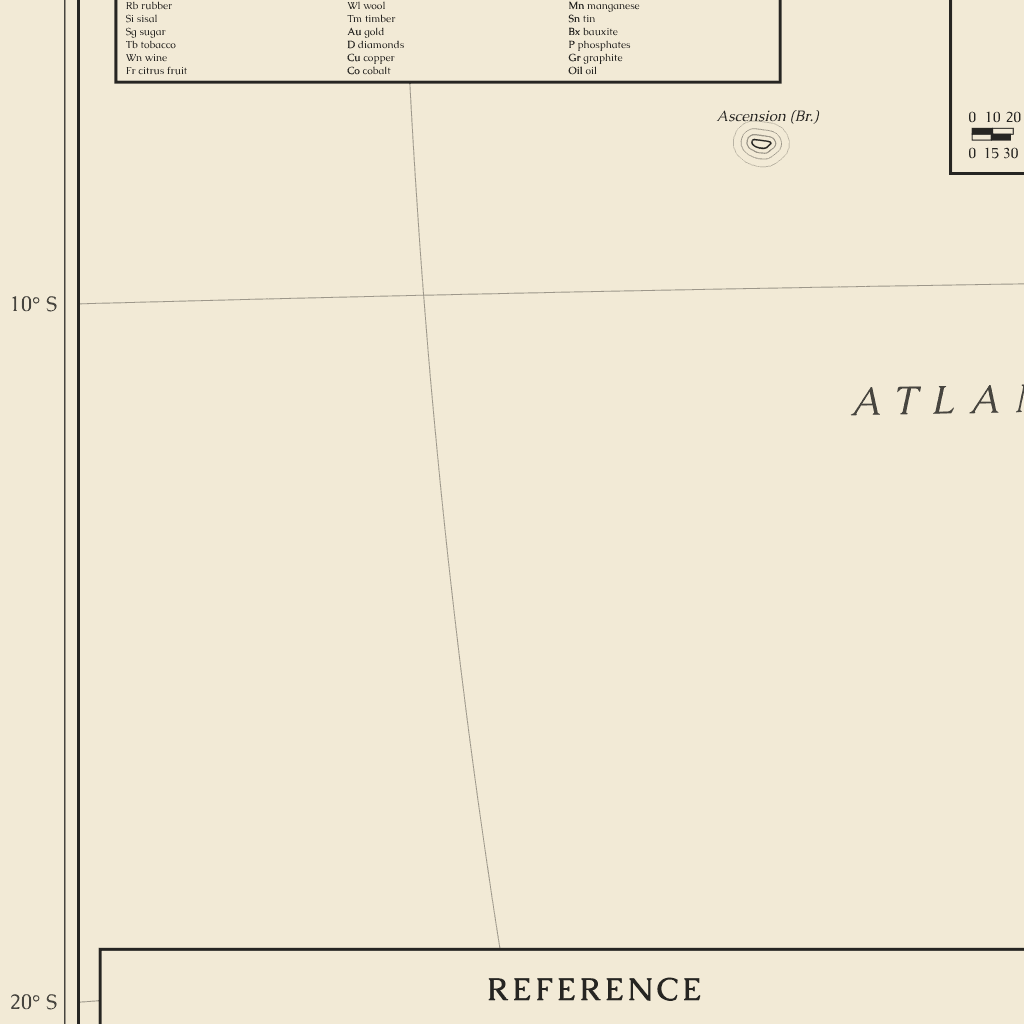 Rb rubber
Si sisal
Sg sugar
Tb tobacco
Wn wine
Fr citrus fruit
Wl wool
Tm timber
Au gold
D diamonds
Cu copper
Co cobalt
Mn manganese
Sn tin
Bx bauxite
P phosphates
Gr graphite
Oil oil
Ascension (Br.)
0 10 20
0 15 30
10° S
ATLA
20° S
REFERENCE